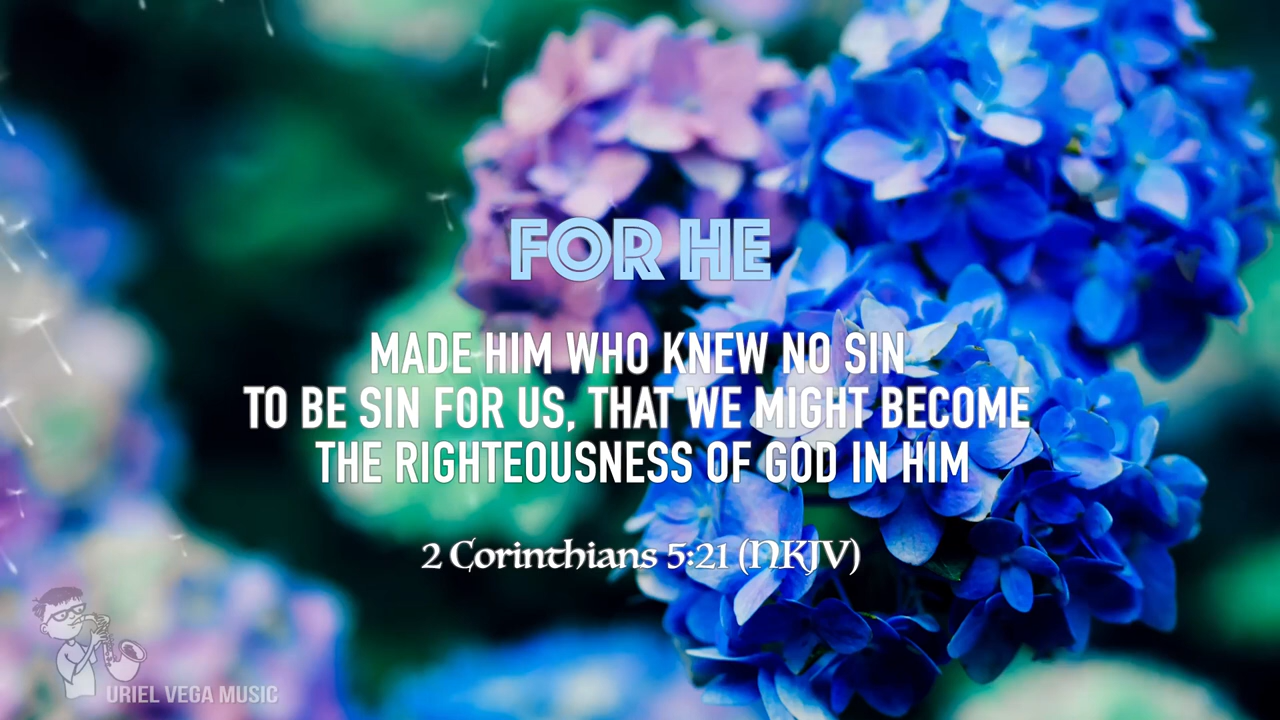 FOR HE
MADE HIM WHO KNEW NO SIN
TO BE SIN FOR US, THAT WE MIGHT BECOME
THE RIGHTEOUSNESS OF GOD IN HIM
2 Corinthians 5:21 (NKJV)
URIEL VEGA MUSIC